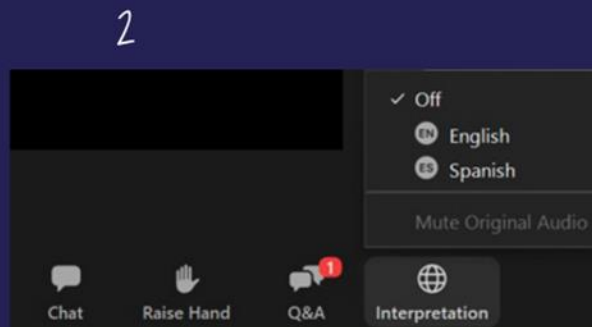 2
✓ Off
EN English
ES Spanish
Mute Original Audio
1
Chat Raise Hand Q&A Interpretation